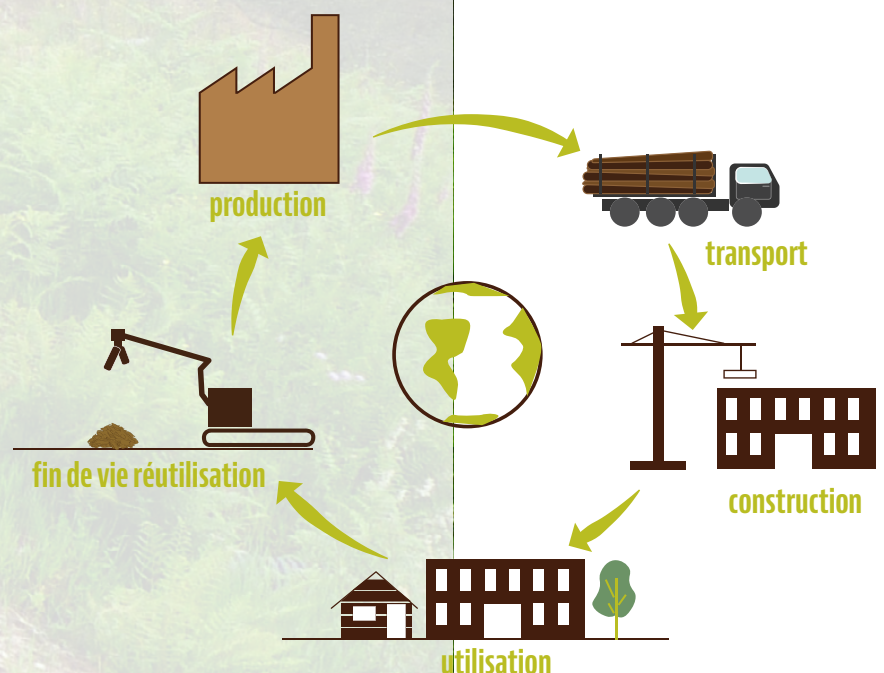 production
transport
construction
utilisation
fin de vie réutilisation